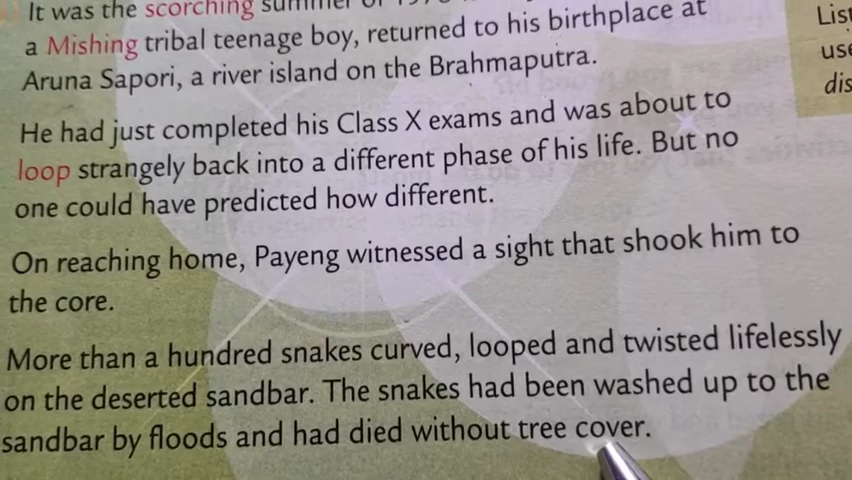 It was the scorching summer of
a Mishing tribal teenage boy, returned to his birthplace at
Aruna Sapori, a river island on the Brahmaputra.
He had just completed his Class X exams and was about to
loop strangely back into a different phase of his life. But no
one could have predicted how different.
On reaching home, Payeng witnessed a sight that shook him to
the core.
More than a hundred snakes curved, looped and twisted lifelessly
on the deserted sandbar. The snakes had been washed up to the
sandbar by floods and had died without tree cover.